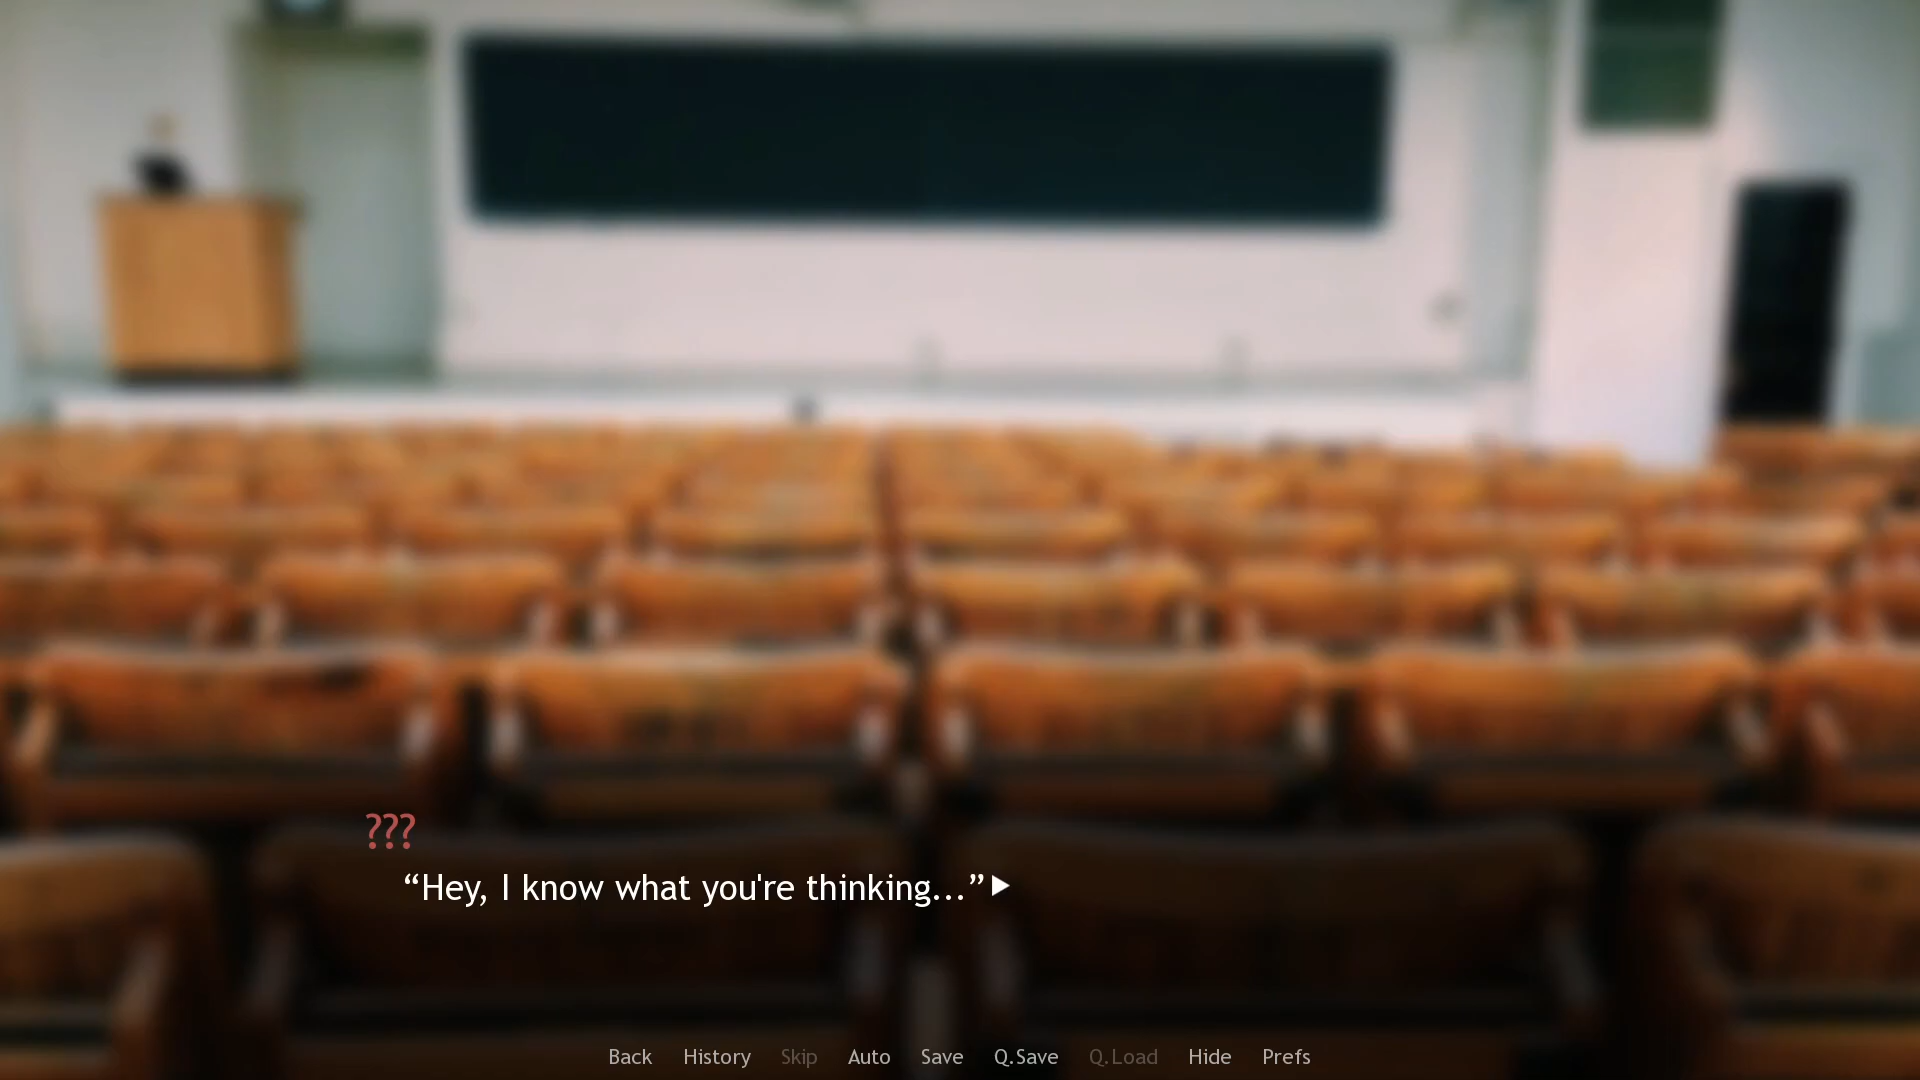 ???
“Hey, I know what you're thinking...”
Back History Skip Auto Save Q.Save Q.Load Hide Prefs